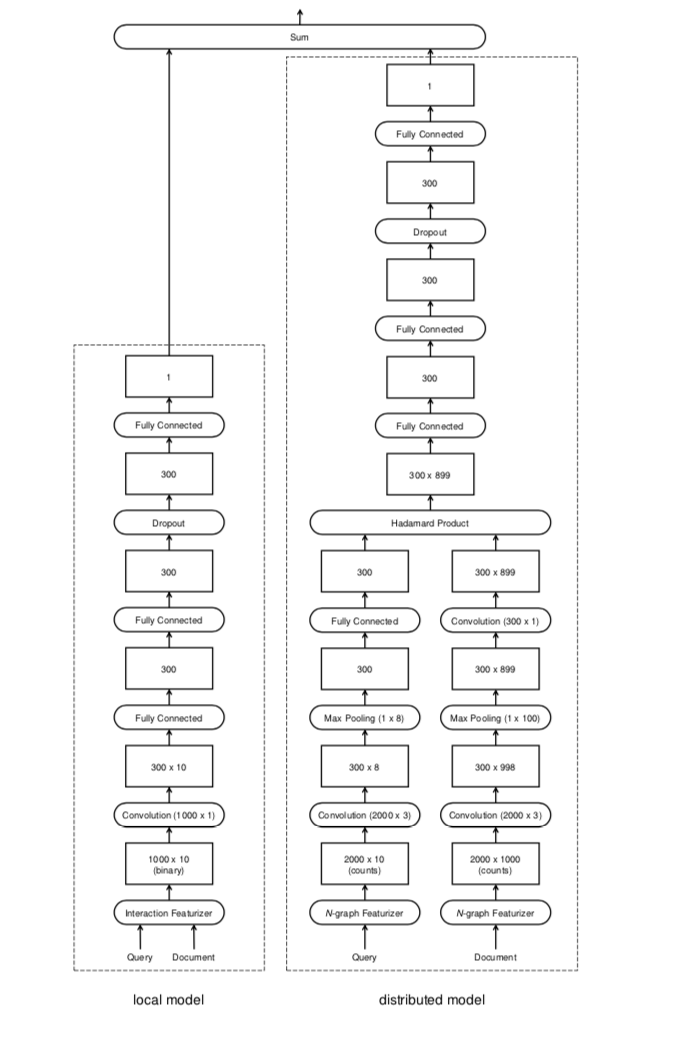 Sum
1
Fully Connected
300
Dropout
300
Fully Connected
300
Fully Connected
300 x 899
Hadamard Product
1
Fully Connected
300
Dropout
300
Fully Connected
300
Fully Connected
300 x 10
Convolution (1000 x 1)
1000 x 10
(binary)
Interaction Featurizer
Query Document
300
Fully Connected
300
Max Pooling (1 x 8)
300 x 8
Convolution (2000 x 3)
2000 x 10
(counts)
N-graph Featurizer
Query
300 x 899
Convolution (300 x 1)
300 x 899
Max Pooling (1 x 100)
300 x 998
Convolution (2000 x 3)
2000 x 1000
(counts)
N-graph Featurizer
Document
local model
distributed model